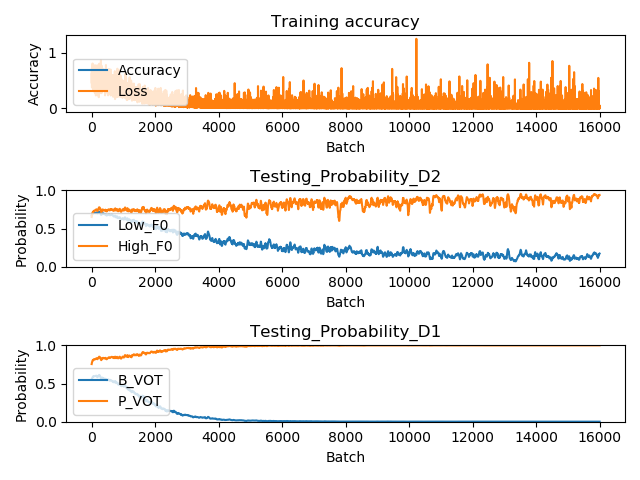 Training accuracy
Accuracy
1
0
Accuracy
Loss
0 2000 4000 6000 8000 10000 12000 14000 16000
Batch
Testing_Probability_D2
Probability
1.0
0.5
0.0
Low_F0
High_F0
0 2000 4000 6000 8000 10000 12000 14000 16000
Batch
Testing_Probability_D1
Probability
1.0
0.5
0.0
B_VOT
P_VOT
0 2000 4000 6000 8000 10000 12000 14000 16000
Batch